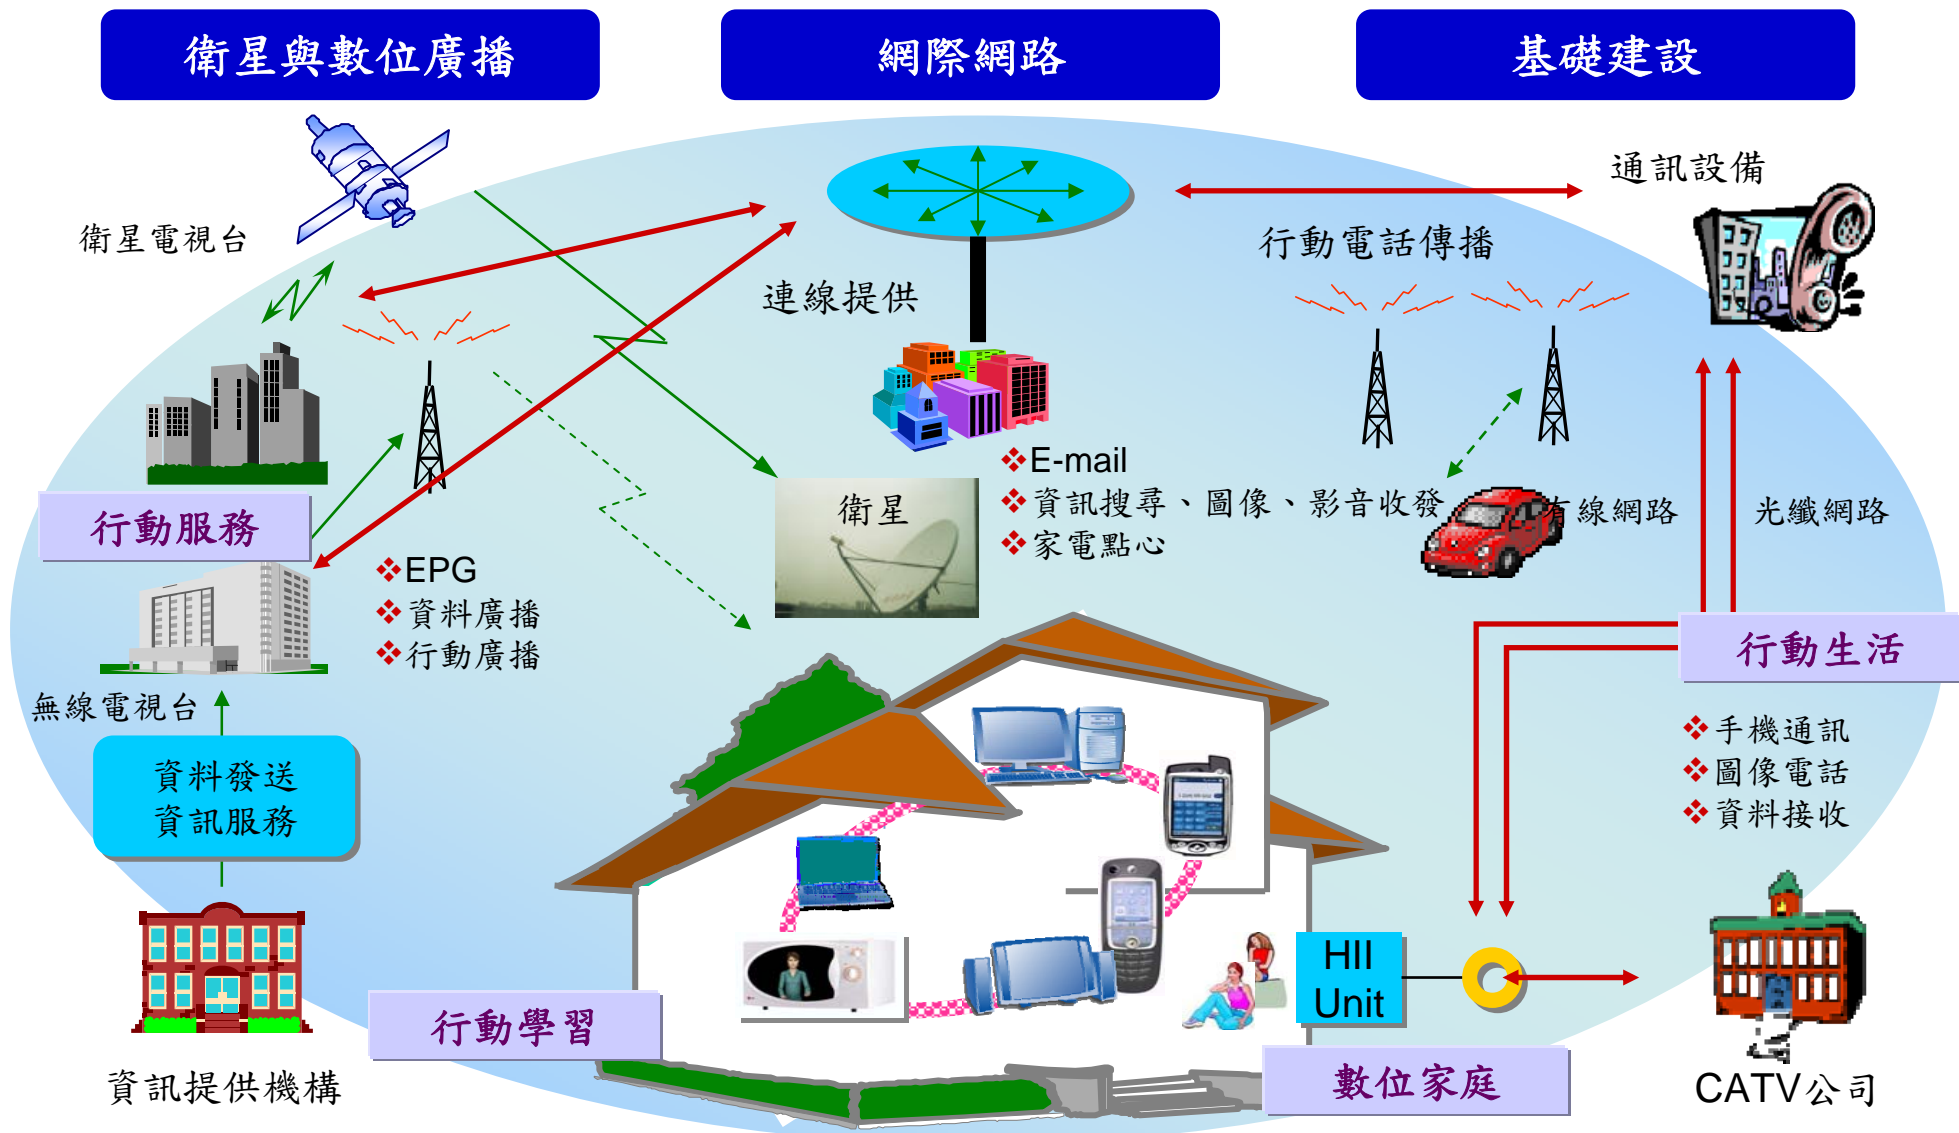 衛星與數位廣播
網際網路
基礎建設
通訊設備
衛星電視台
行動電話傳播
連線提供
❖E-mail
❖資訊搜尋、圖像、影音收發
❖家電點心
衛星
有線網路
光纖網路
行動服務
❖EPG
❖資料廣播
❖行動廣播
無線電視台
行動生活
❖手機通訊
❖圖像電話
❖資料接收
資料發送
資訊服務
HII
Unit
行動學習
數位家庭
資訊提供機構
CATV公司